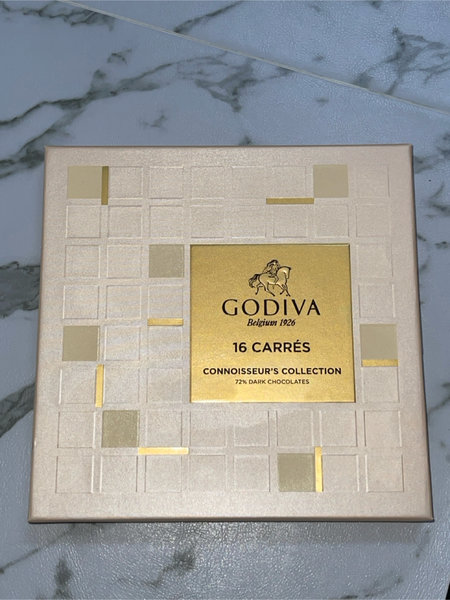 GODIVA
Belgium 1926
16 CARRÉS
CONNOISSEUR'S COLLECTION
72% DARK CHOCOLATES